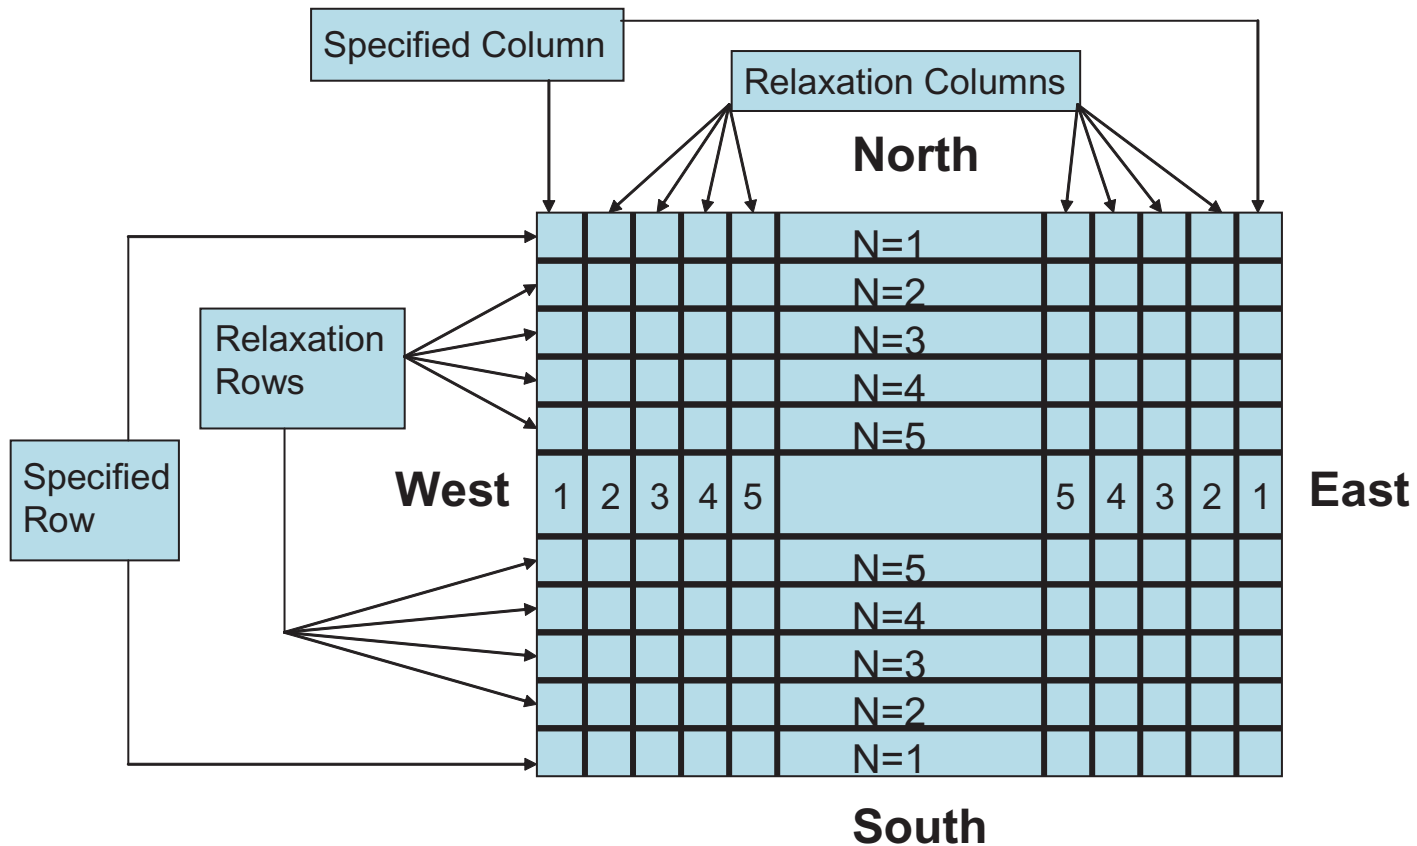 Specified Column
Relaxation Columns
North
N=1
N=2
Relaxation
Rows
N=3
N=4
N=5
Specified
Row
West
1 2 3 4 5 5 4 3 2 1
East
N=5
N=4
N=3
N=2
N=1
South